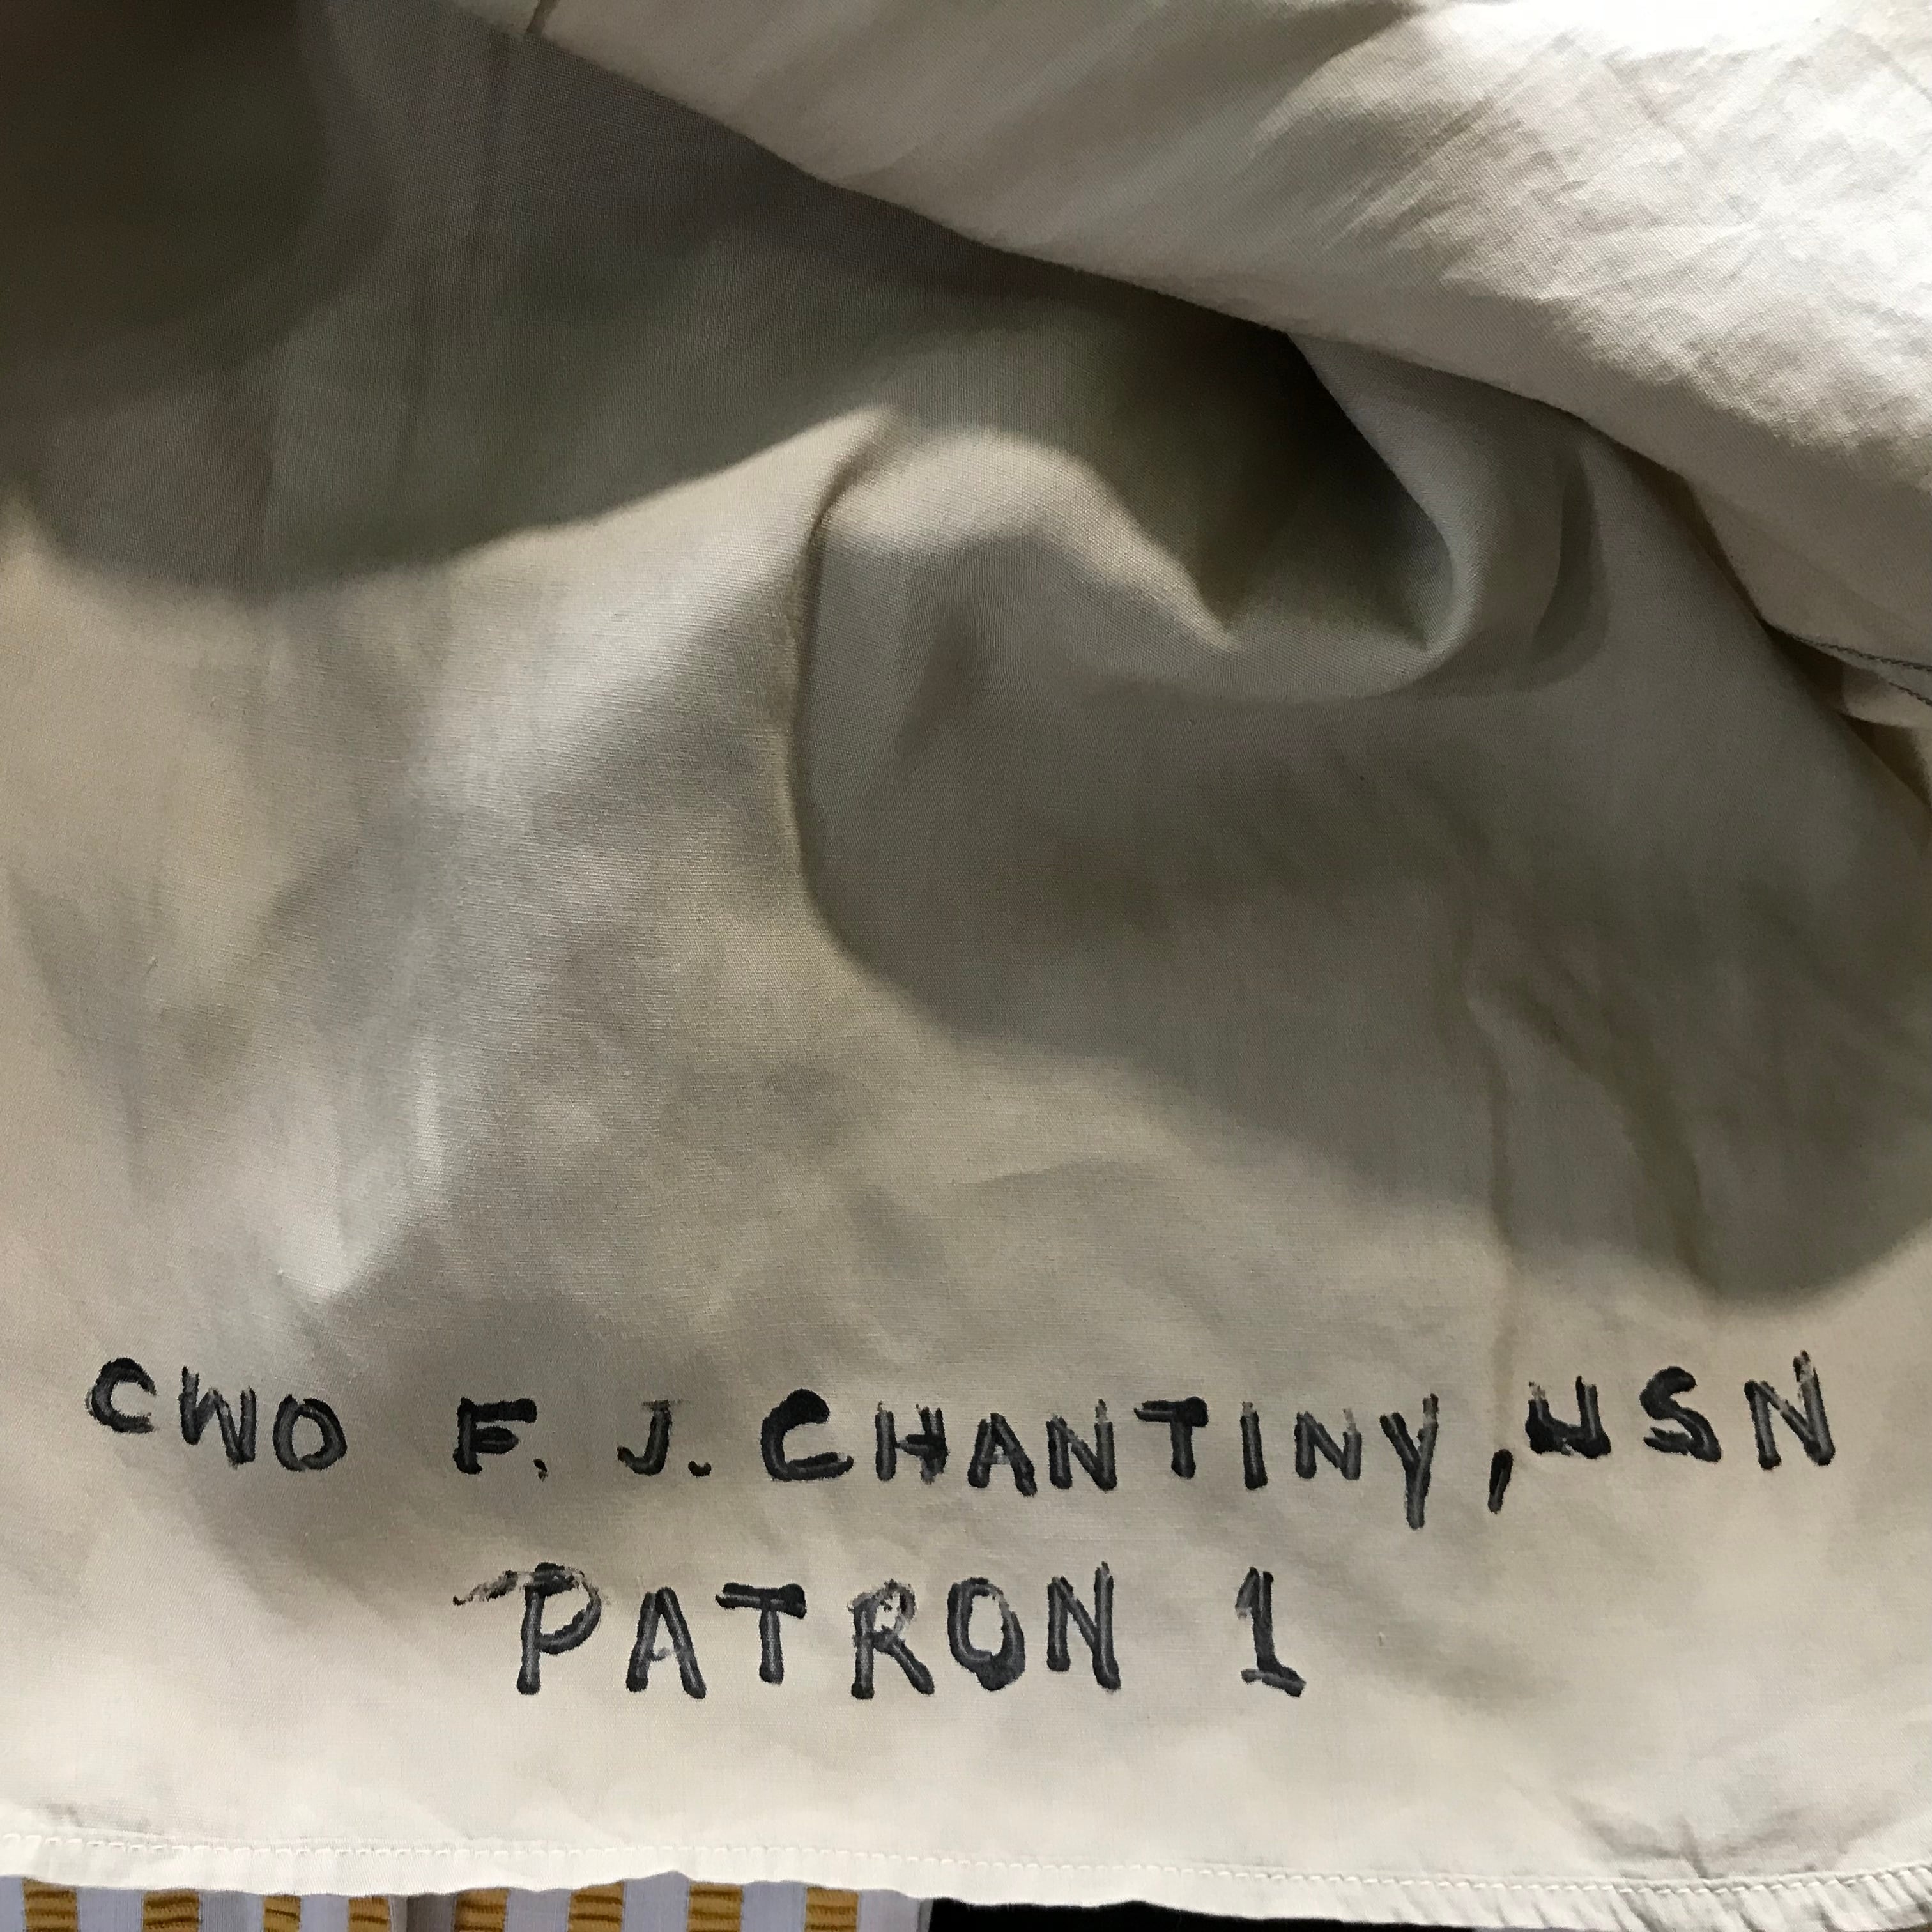 CWO F. J. CHANTINY, USN
PATRON 1